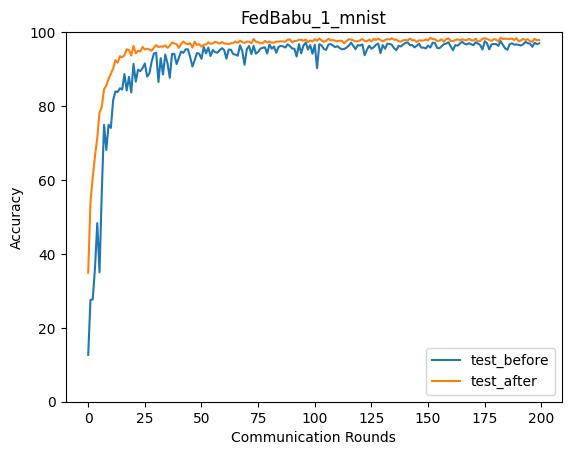 FedBabu_1_mnist
Accuracy
100
80
60
40
20
0
0 25 50 75 100 125 150 175 200
Communication Rounds
test_before
test_after